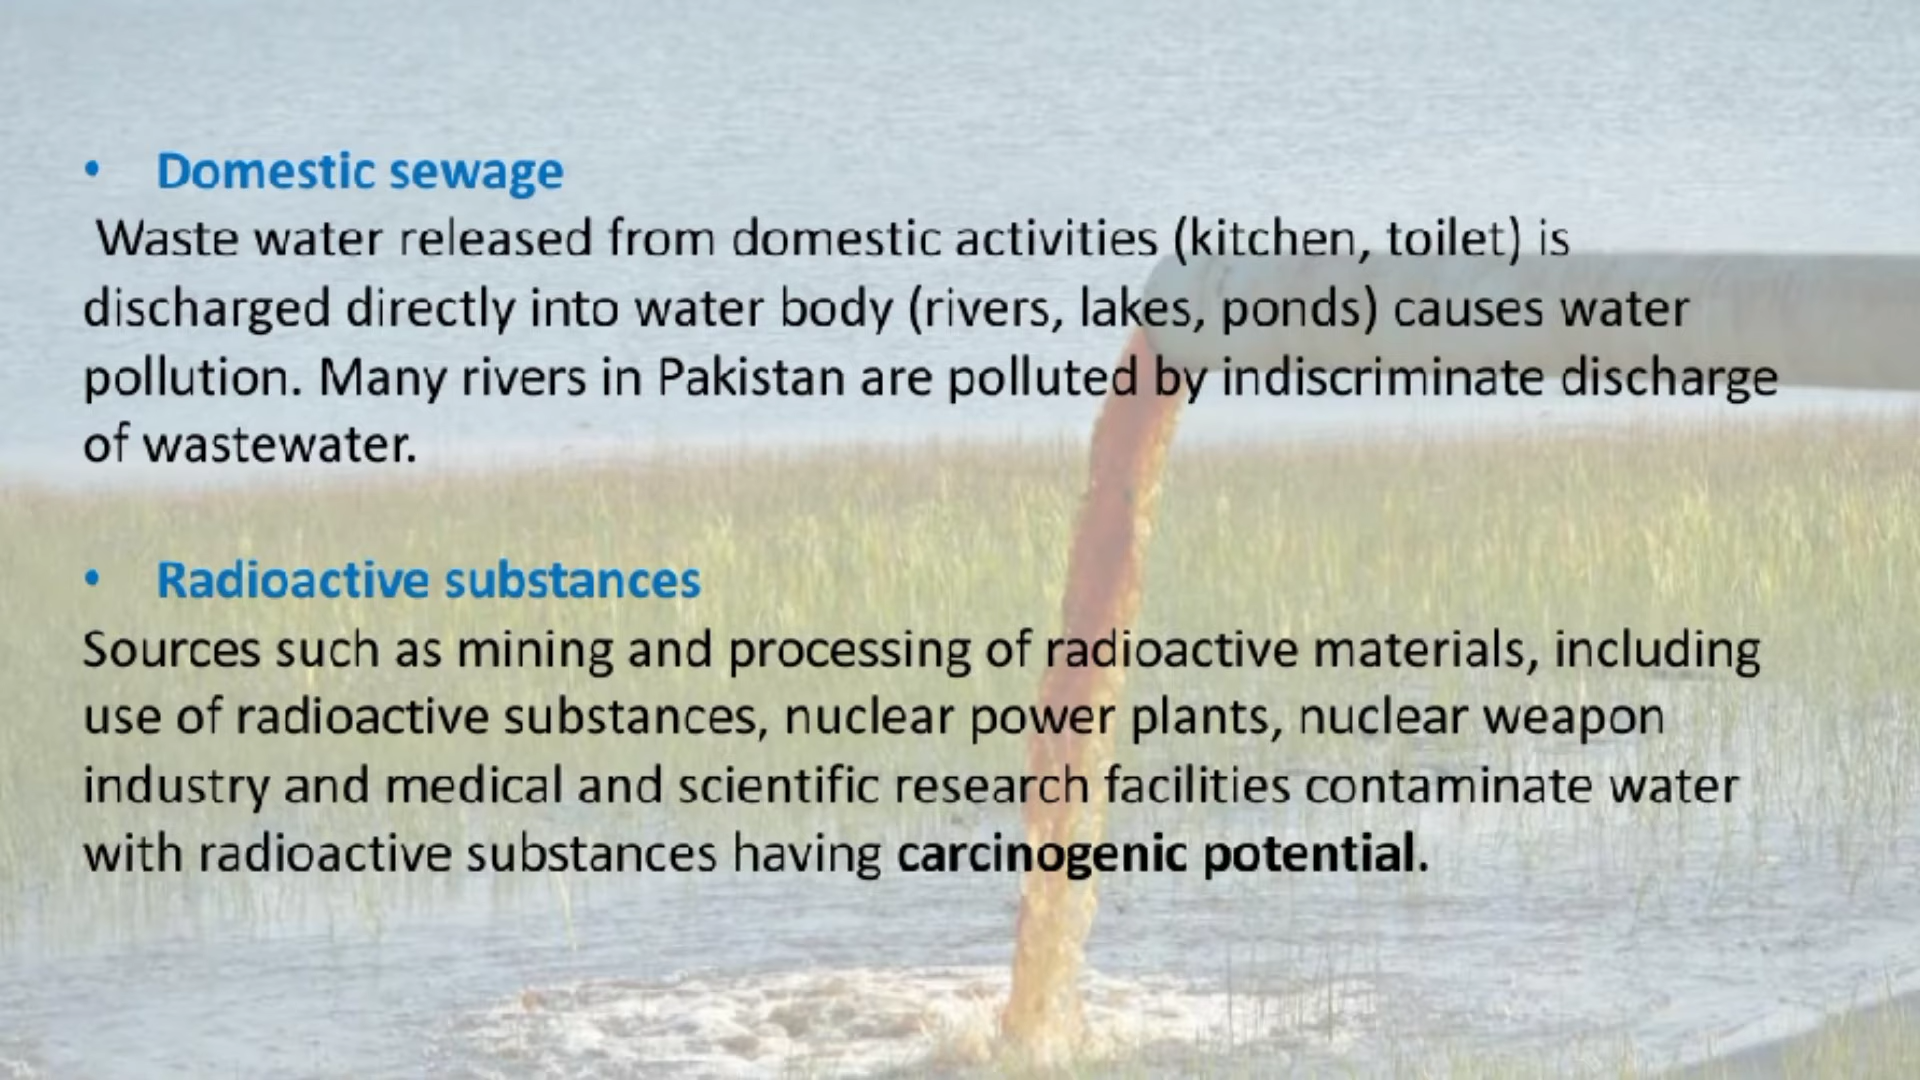 • Domestic sewage
Waste water released from domestic activities (kitchen, toilet) is
discharged directly into water body (rivers, lakes, ponds) causes water
pollution. Many rivers in Pakistan are polluted by indiscriminate discharge
of wastewater.
• Radioactive substances
Sources such as mining and processing of radioactive materials, including
use of radioactive substances, nuclear power plants, nuclear weapon
industry and medical and scientific research facilities contaminate water
with radioactive substances having carcinogenic potential.